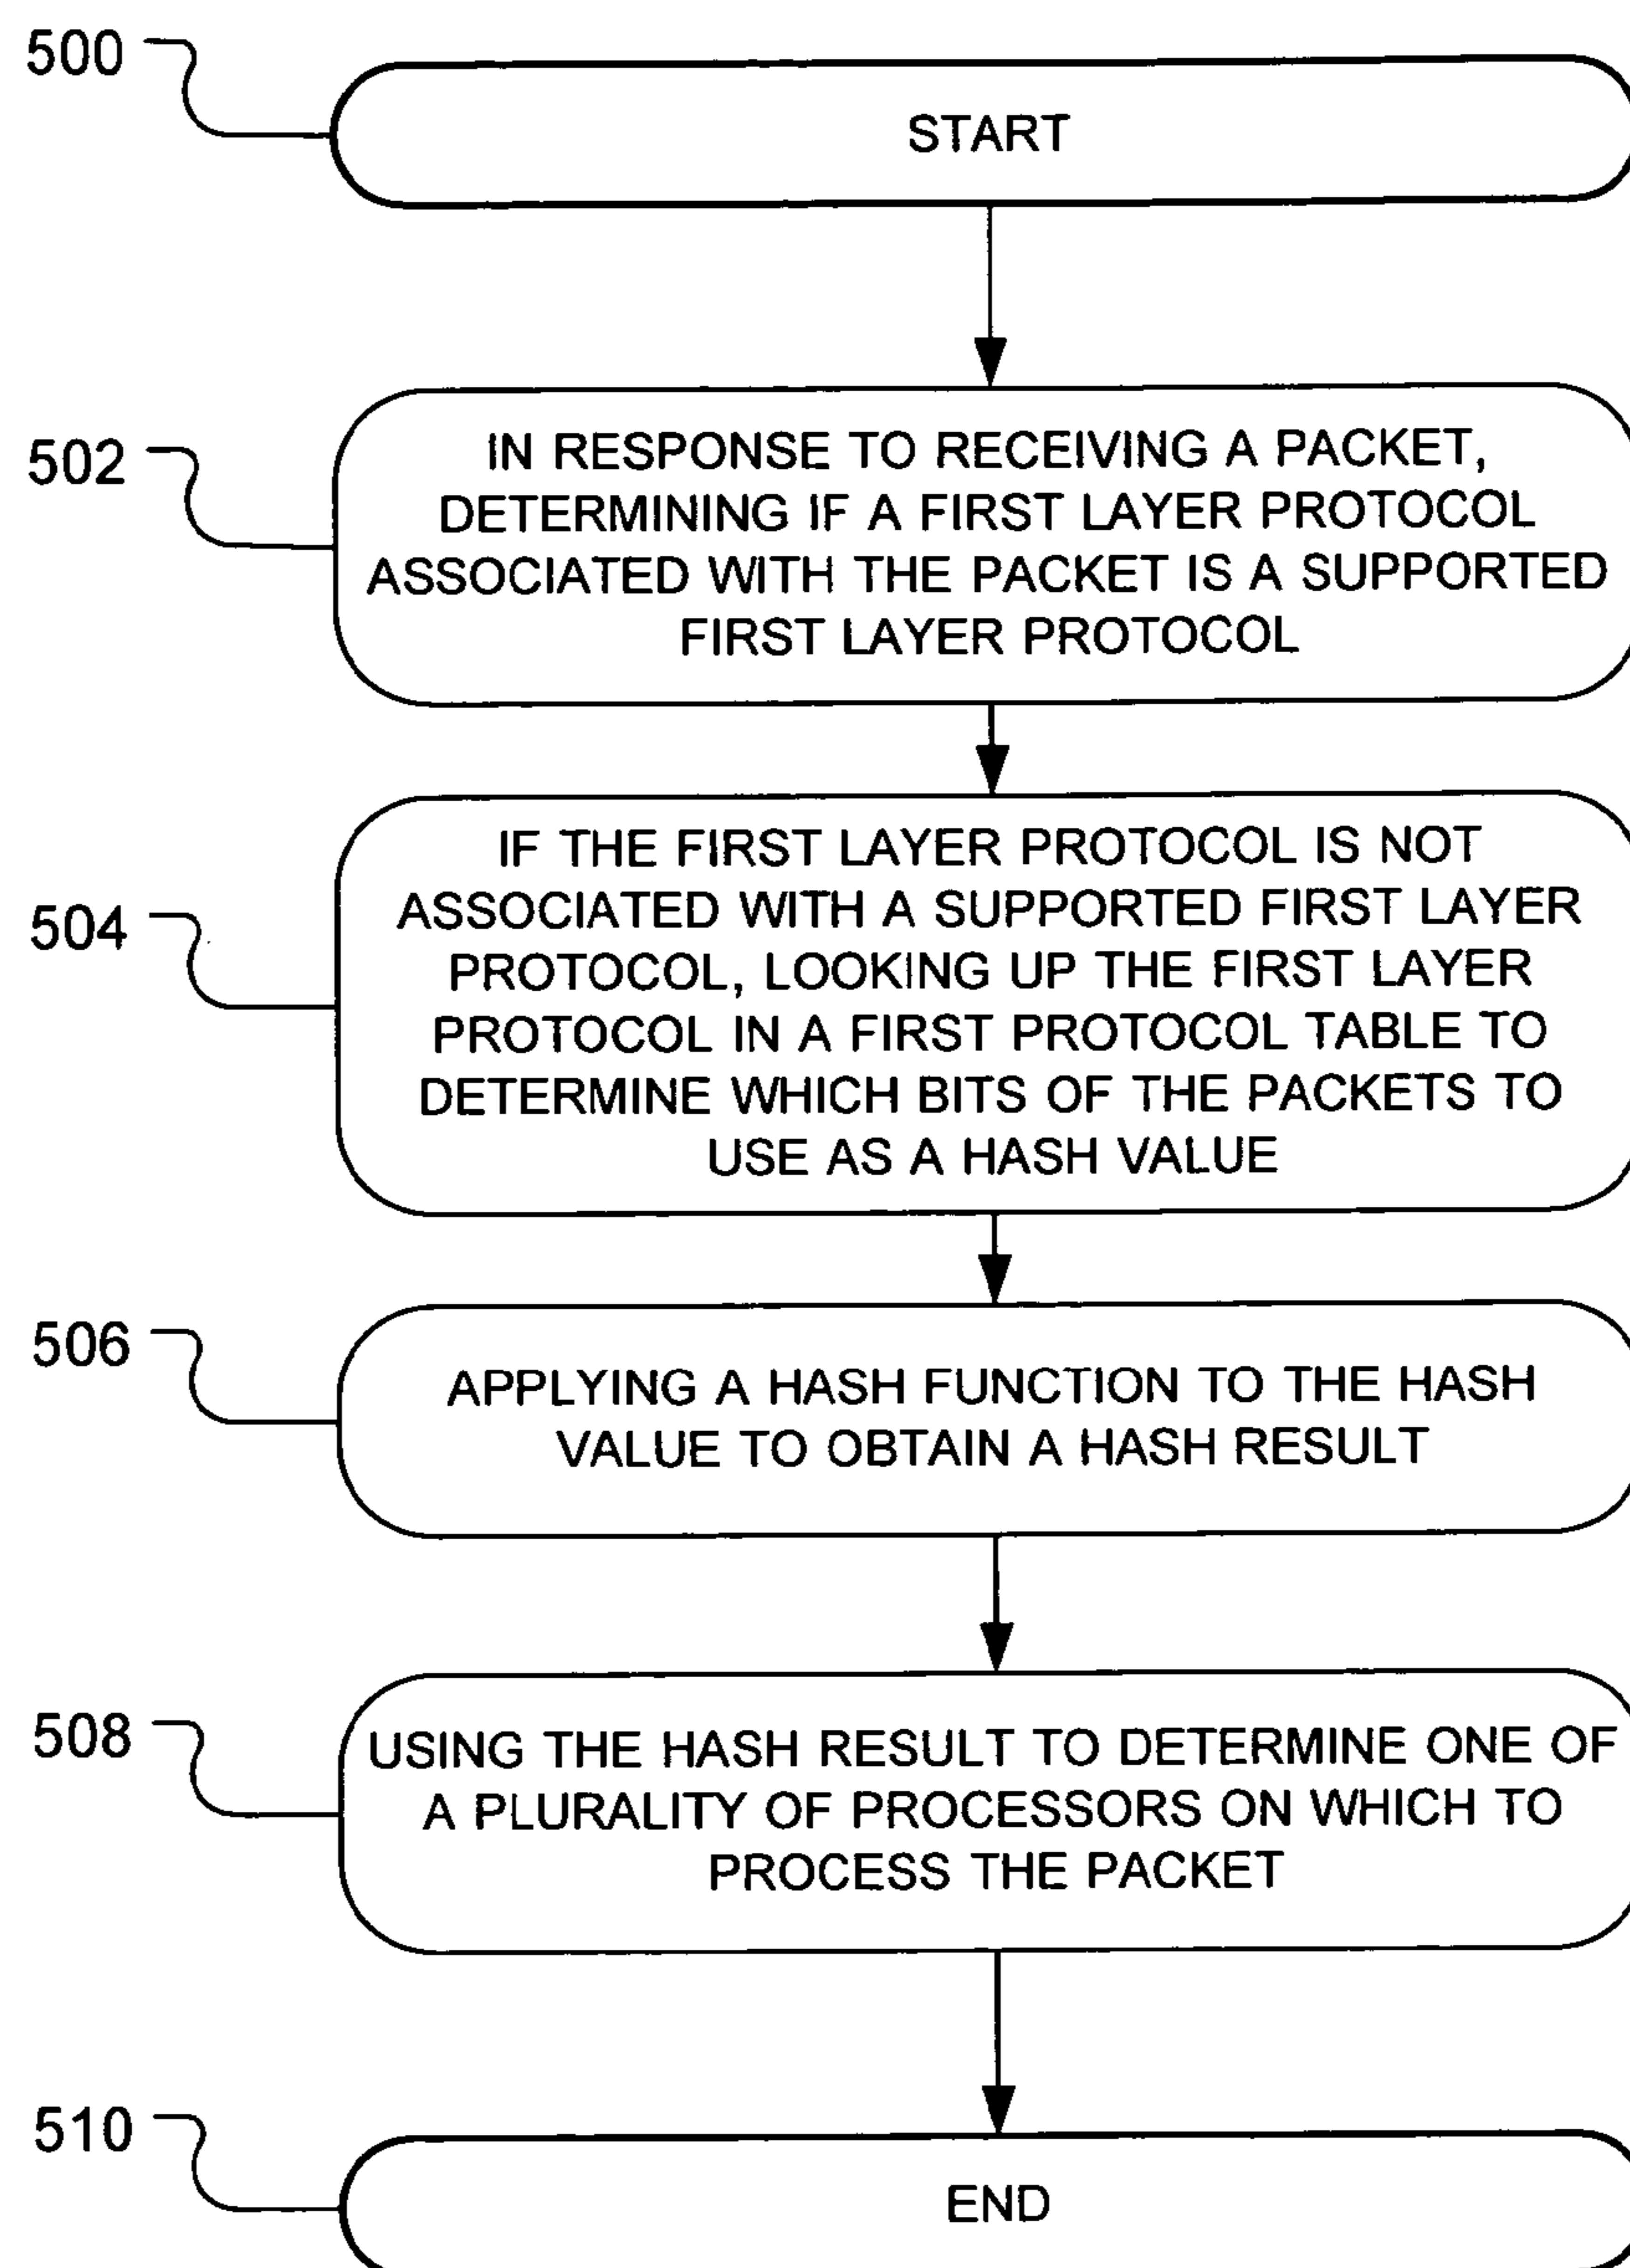 500
START
502
IN RESPONSE TO RECEIVING A PACKET,
DETERMINING IF A FIRST LAYER PROTOCOL
ASSOCIATED WITH THE PACKET IS A SUPPORTED
FIRST LAYER PROTOCOL
504
IF THE FIRST LAYER PROTOCOL IS NOT
ASSOCIATED WITH A SUPPORTED FIRST LAYER
PROTOCOL, LOOKING UP THE FIRST LAYER
PROTOCOL IN A FIRST PROTOCOL TABLE TO
DETERMINE WHICH BITS OF THE PACKETS TO
USE AS A HASH VALUE
506
APPLYING A HASH FUNCTION TO THE HASH
VALUE TO OBTAIN A HASH RESULT
508
USING THE HASH RESULT TO DETERMINE ONE OF
A PLURALITY OF PROCESSORS ON WHICH TO
PROCESS THE PACKET
510
END